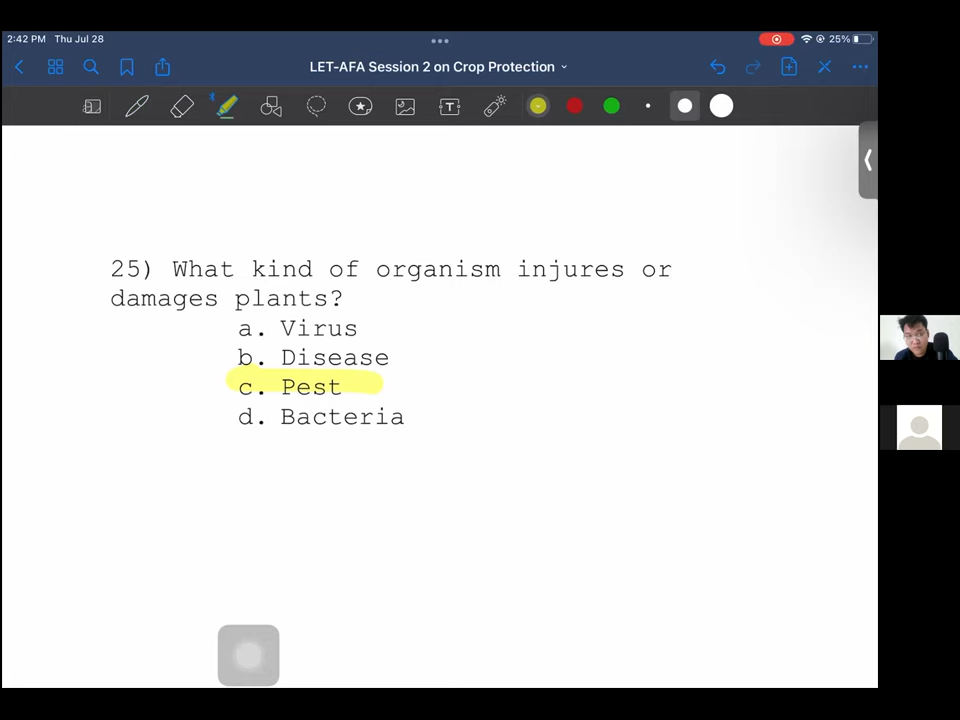 2:42 PM Thu Jul 28
25%
LET-AFA Session 2 on Crop Protection
T
25) What kind of organism injures or
damages plants?
a. Virus
b. Disease
c. Pest
d. Bacteria